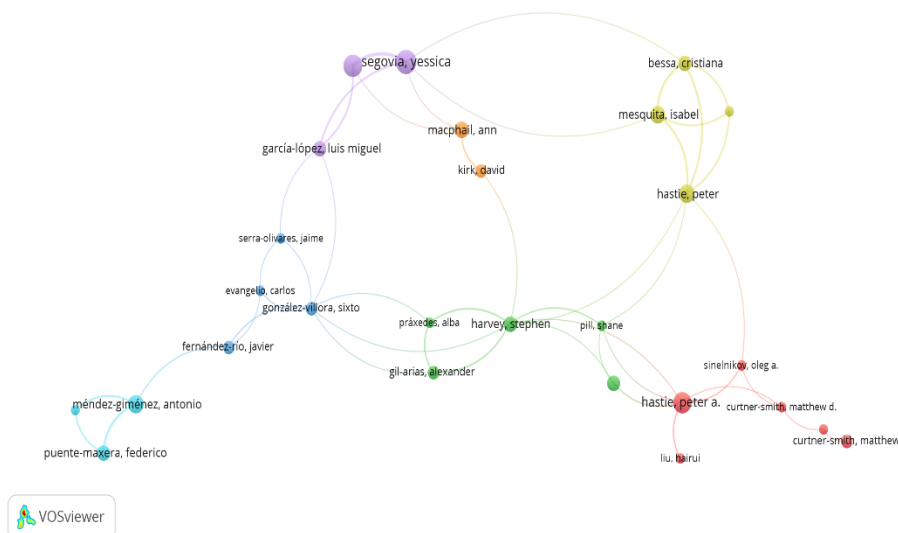 segovia, yessica
bessa, cristiana
mesquita, isabel
macphail, ann
garcía-lópez, luis miguel
kirk, david
hastie, peter
serra-olivares, jaime
evangelio, carlos
gonzález-víllora, sixto
práxedes, alba
harvey, stephen
pill, shane
fernández-río, javier
gil-arias, alexander
sinelnikov, oleg a.
méndez-giménez, antonio
hastie, peter a.
curtner-smith, matthew d.
curtner-smith, matthew
puente-maxera, federico
liu, hairui
VOSviewer